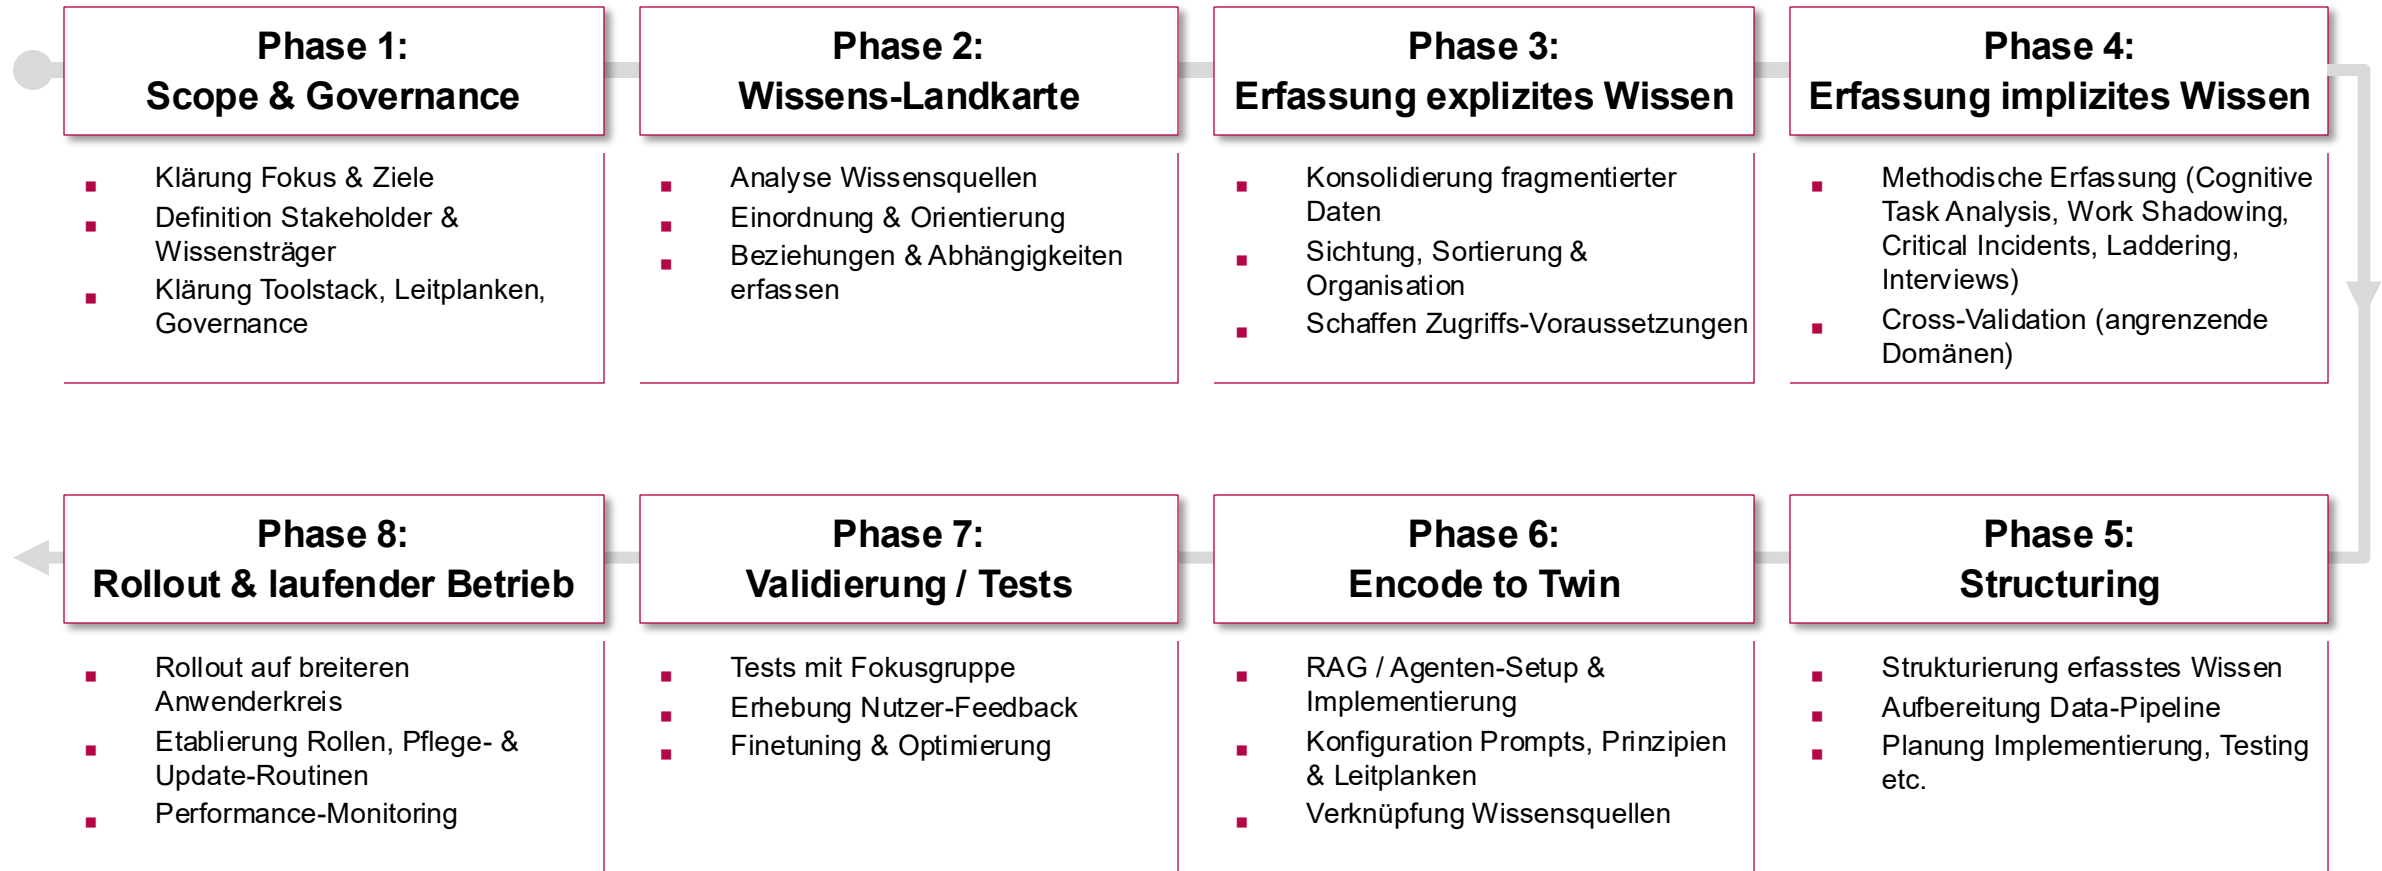 Phase 1:
Scope & Governance
Klärung Fokus & Ziele
Definition Stakeholder &
Wissensträger
Klärung Toolstack, Leitplanken,
Governance
Phase 2:
Wissens-Landkarte
Analyse Wissensquellen
Einordnung & Orientierung
Beziehungen & Abhängigkeiten
erfassen
Phase 3:
Erfassung explizites Wissen
Konsolidierung fragmentierter
Daten
Sichtung, Sortierung &
Organisation
Schaffen Zugriffs-Voraussetzungen
Phase 4:
Erfassung implizites Wissen
Methodische Erfassung (Cognitive
Task Analysis, Work Shadowing,
Critical Incidents, Laddering,
Interviews)
Cross-Validation (angrenzende
Domänen)
Phase 5:
Structuring
Strukturierung erfasstes Wissen
Aufbereitung Data-Pipeline
Planung Implementierung, Testing
etc.
Phase 6:
Encode to Twin
RAG / Agenten-Setup &
Implementierung
Konfiguration Prompts, Prinzipien
& Leitplanken
Verknüpfung Wissensquellen
Phase 7:
Validierung / Tests
Tests mit Fokusgruppe
Erhebung Nutzer-Feedback
Finetuning & Optimierung
Phase 8:
Rollout & laufender Betrieb
Rollout auf breiteren
Anwenderkreis
Etablierung Rollen, Pflege- &
Update-Routinen
Performance-Monitoring